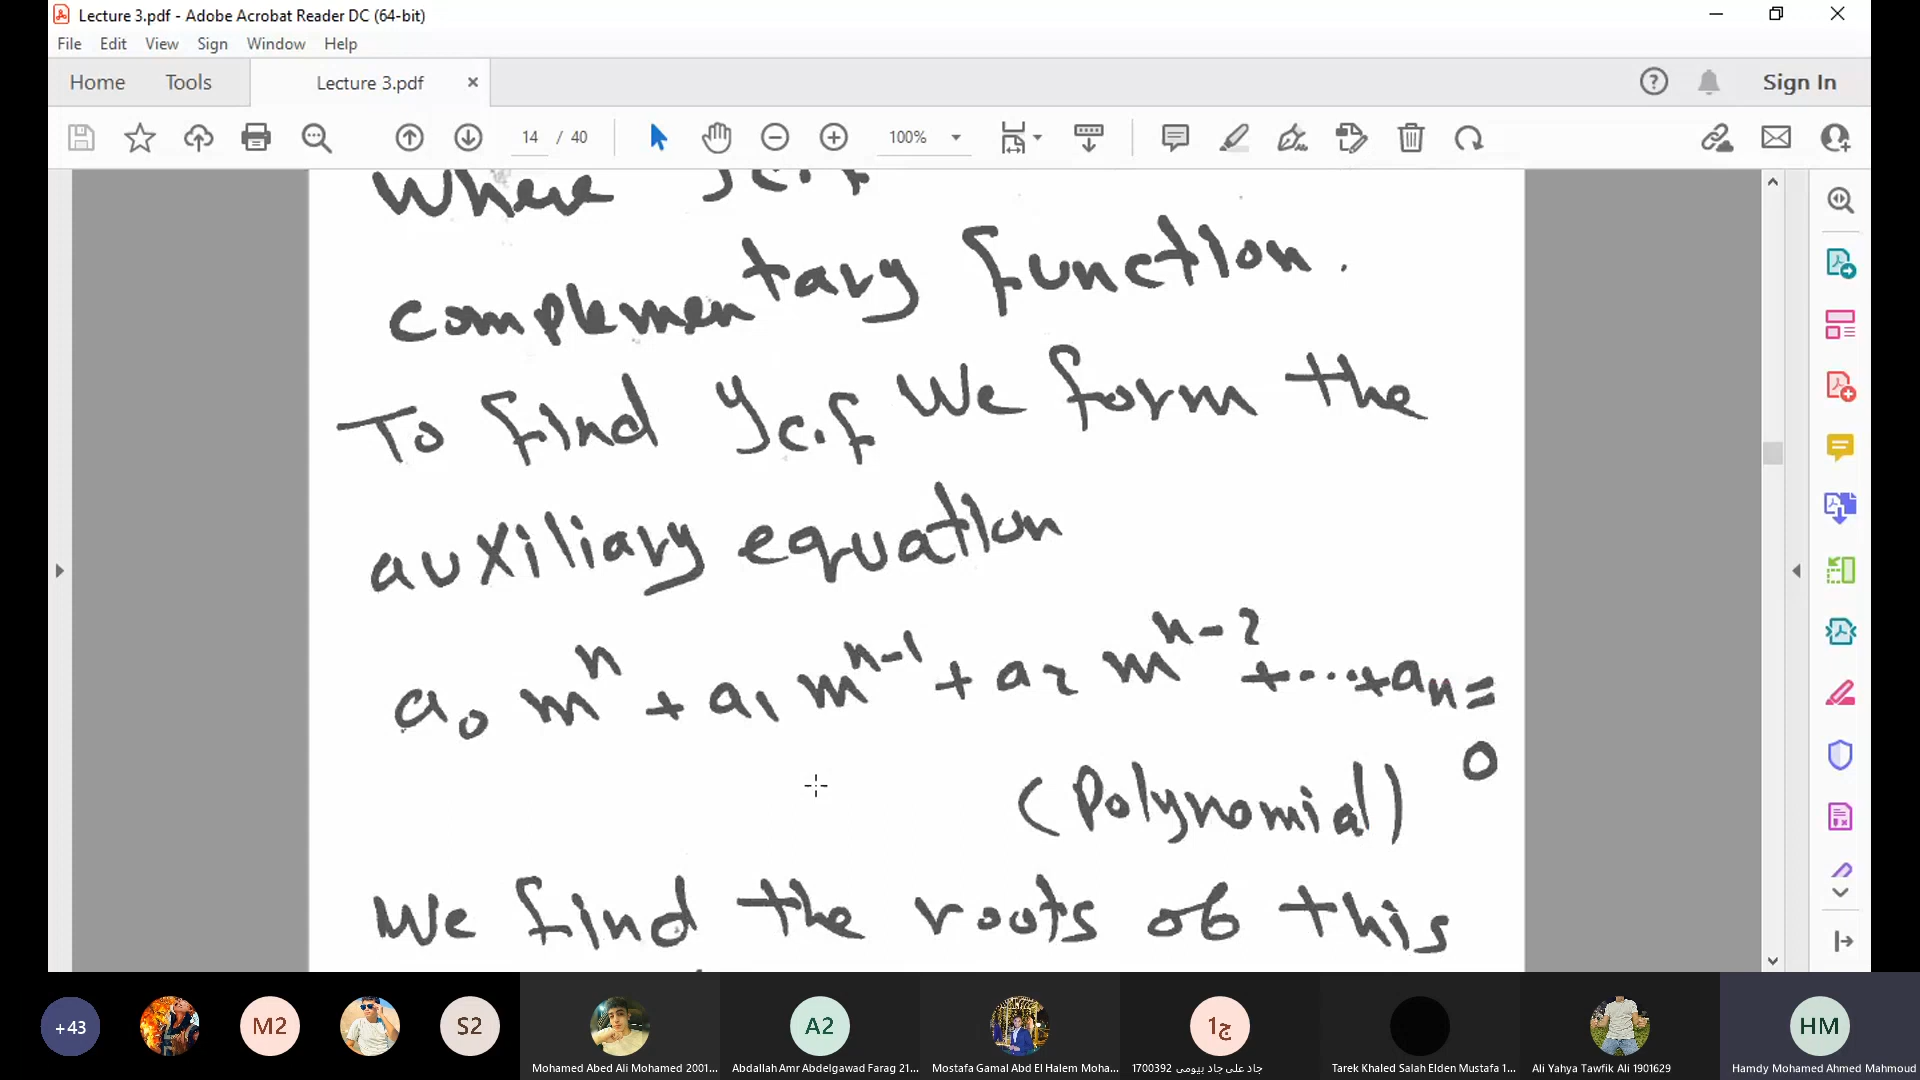 Lecture 3.pdf - Adobe Acrobat Reader DC (64-bit)
File Edit View Sign Window Help
Home Tools Lecture 3.pdf × Sign In
14 / 40 100%
Where yc.f
complementary function.
To find yc.f We form the
auxiliary equation
a₀ mⁿ + a₁ mⁿ⁻¹ + a₂ mⁿ⁻² + ... + aₙ =
0
(Polynomial)
We find the roots of this
+43 M2 S2 A2 ج1 HM
Mohamed Abed Ali Mohamed 2001... Abdallah Amr Abdelgawad Farag 21... Mostafa Gamal Abd El Halem Moha... جاد على جاد بيومى 1700392 Tarek Khaled Salah Elden Mustafa 1... Ali Yahya Tawfik Ali 1901629 Hamdy Mohamed Ahmed Mahmoud